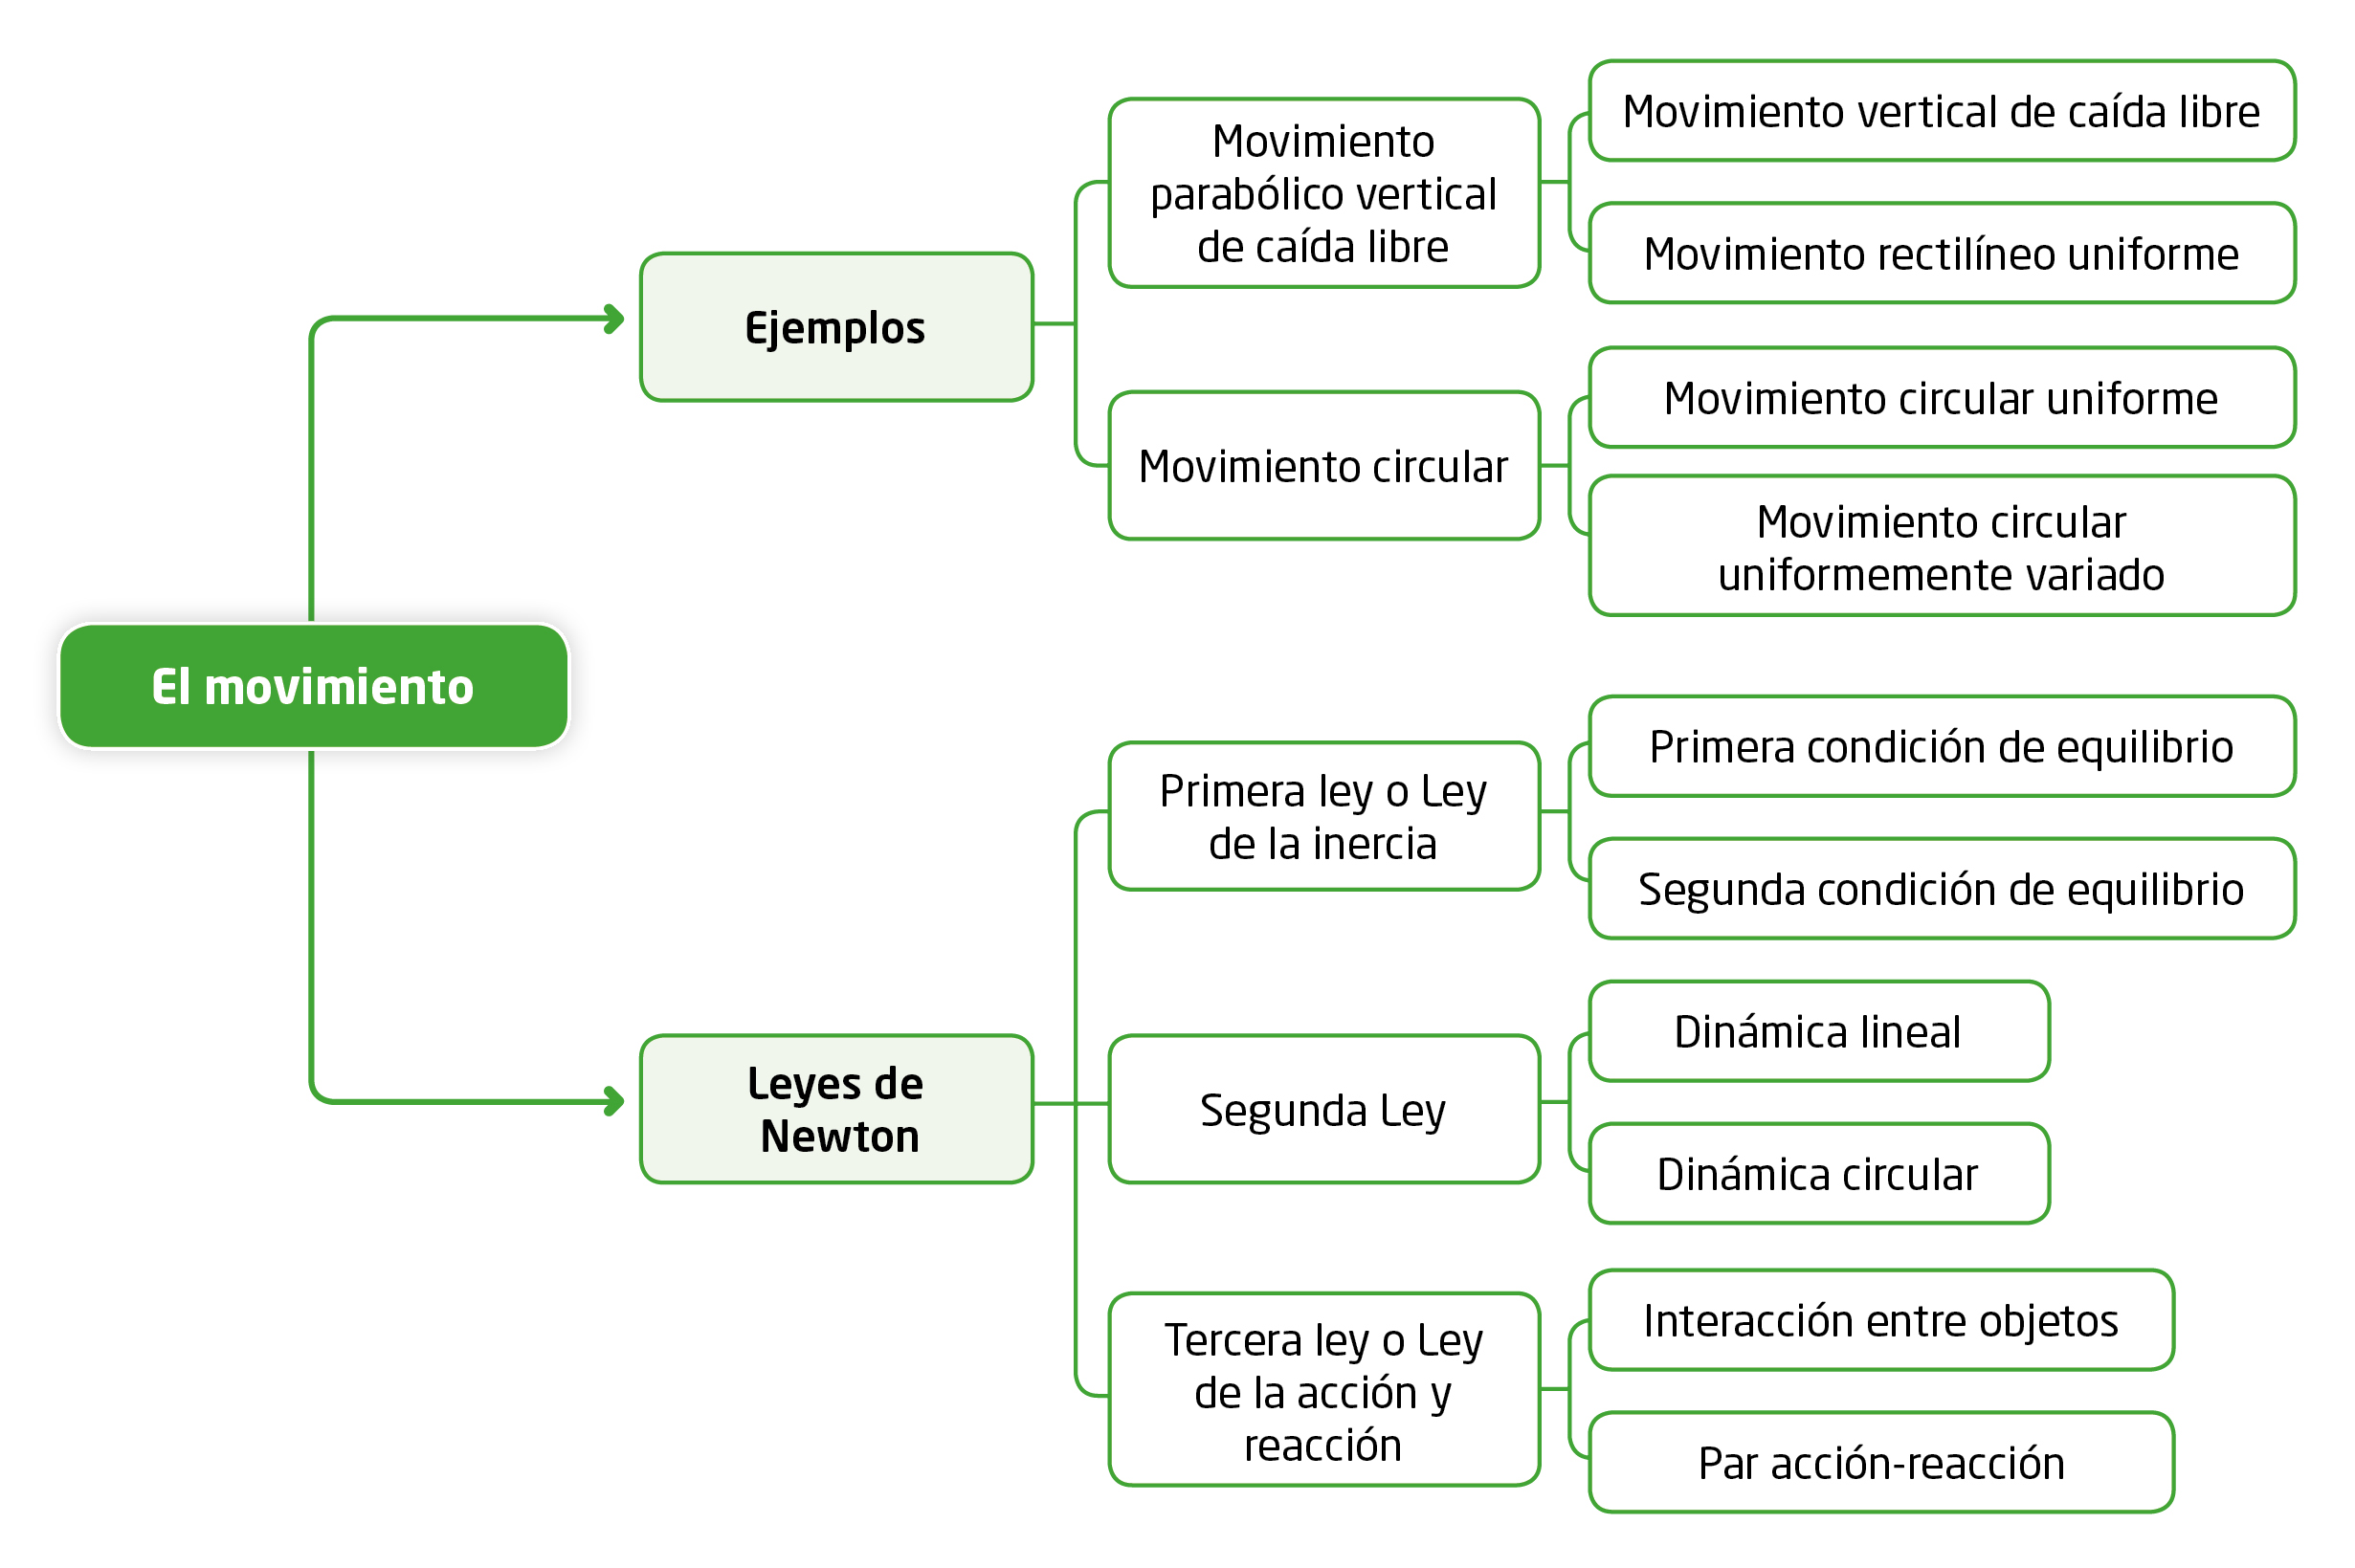 El movimiento
Ejemplos
Movimiento
parabólico vertical
de caída libre
Movimiento vertical de caída libre
Movimiento rectilíneo uniforme
Movimiento circular
Movimiento circular uniforme
Movimiento circular
uniformemente variado
Leyes de
Newton
Primera ley o Ley
de la inercia
Primera condición de equilibrio
Segunda condición de equilibrio
Segunda Ley
Dinámica lineal
Dinámica circular
Tercera ley o Ley
de la acción y
reacción
Interacción entre objetos
Par acción-reacción